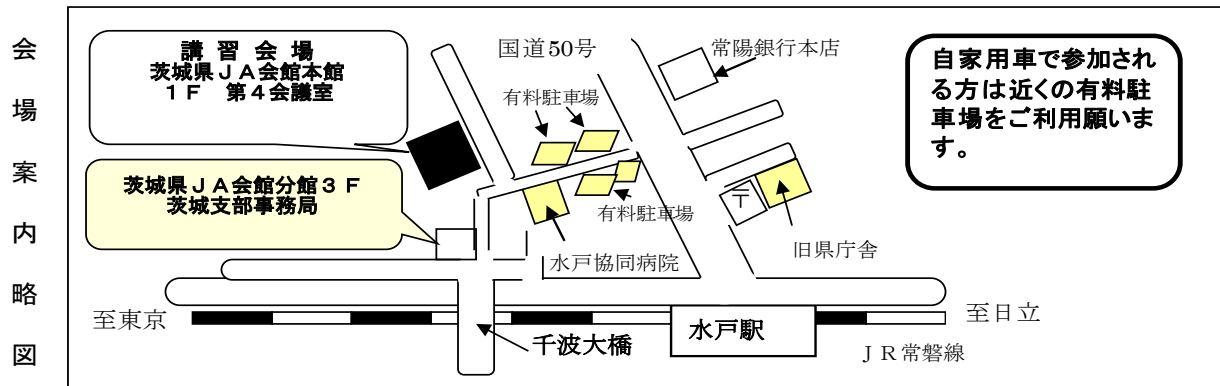 会場案内略図
講習会場
茨城県ＪＡ会館本館
１Ｆ　第４会議室
茨城県ＪＡ会館分館３Ｆ
茨城支部事務局
国道50号
常陽銀行本店
有料駐車場
有料駐車場
水戸協同病院
〒
旧県庁舎
自家用車で参加され
る方は近くの有料駐
車場をご利用願いま
す。
至東京
千波大橋
水戸駅
至日立
ＪＲ常磐線